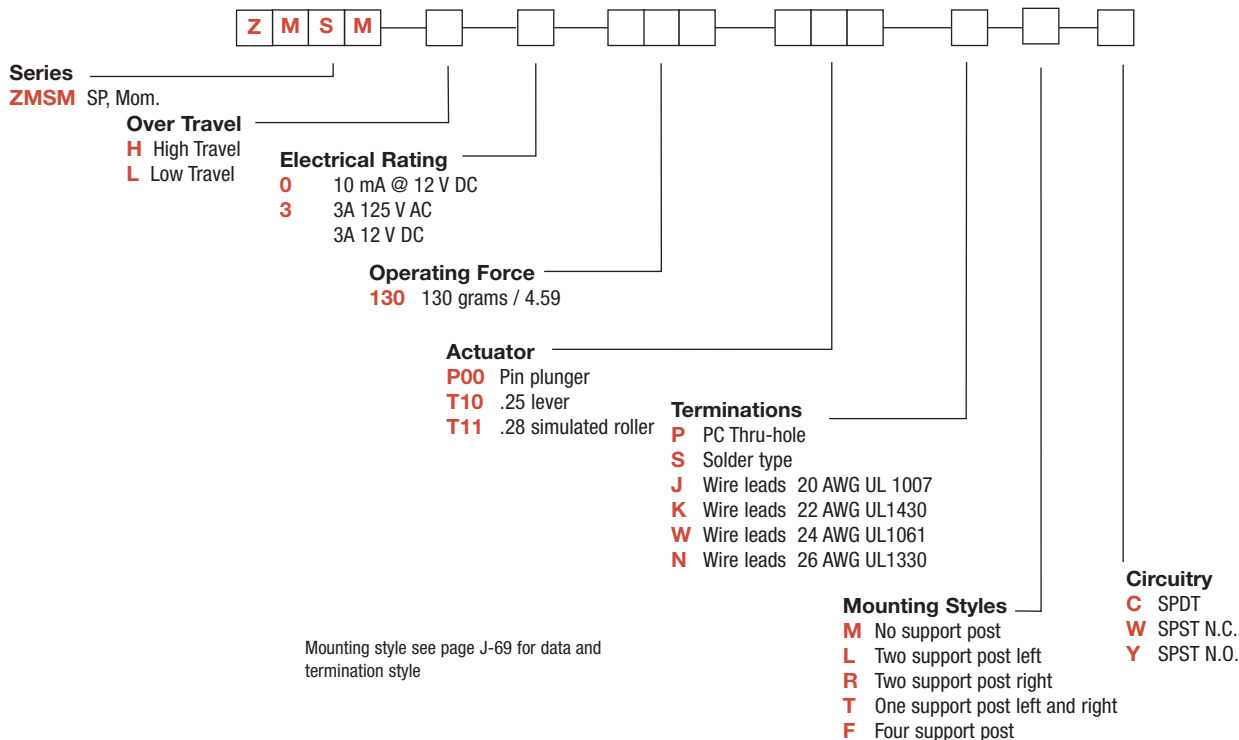 Z M S M
Series
ZMSM SP, Mom.
Over Travel
H High Travel
L Low Travel
Electrical Rating
0 10 mA @ 12 V DC
3 3A 125 V AC
3A 12 V DC
Operating Force
130 130 grams / 4.59
Actuator
P00 Pin plunger
T10 .25 lever
T11 .28 simulated roller
Terminations
P PC Thru-hole
S Solder type
J Wire leads 20 AWG UL 1007
K Wire leads 22 AWG UL1430
W Wire leads 24 AWG UL1061
N Wire leads 26 AWG UL1330
Mounting Styles
M No support post
L Two support post left
R Two support post right
T One support post left and right
F Four support post
Circuitry
C SPDT
W SPST N.C.
Y SPST N.O.
Mounting style see page J-69 for data and
termination style